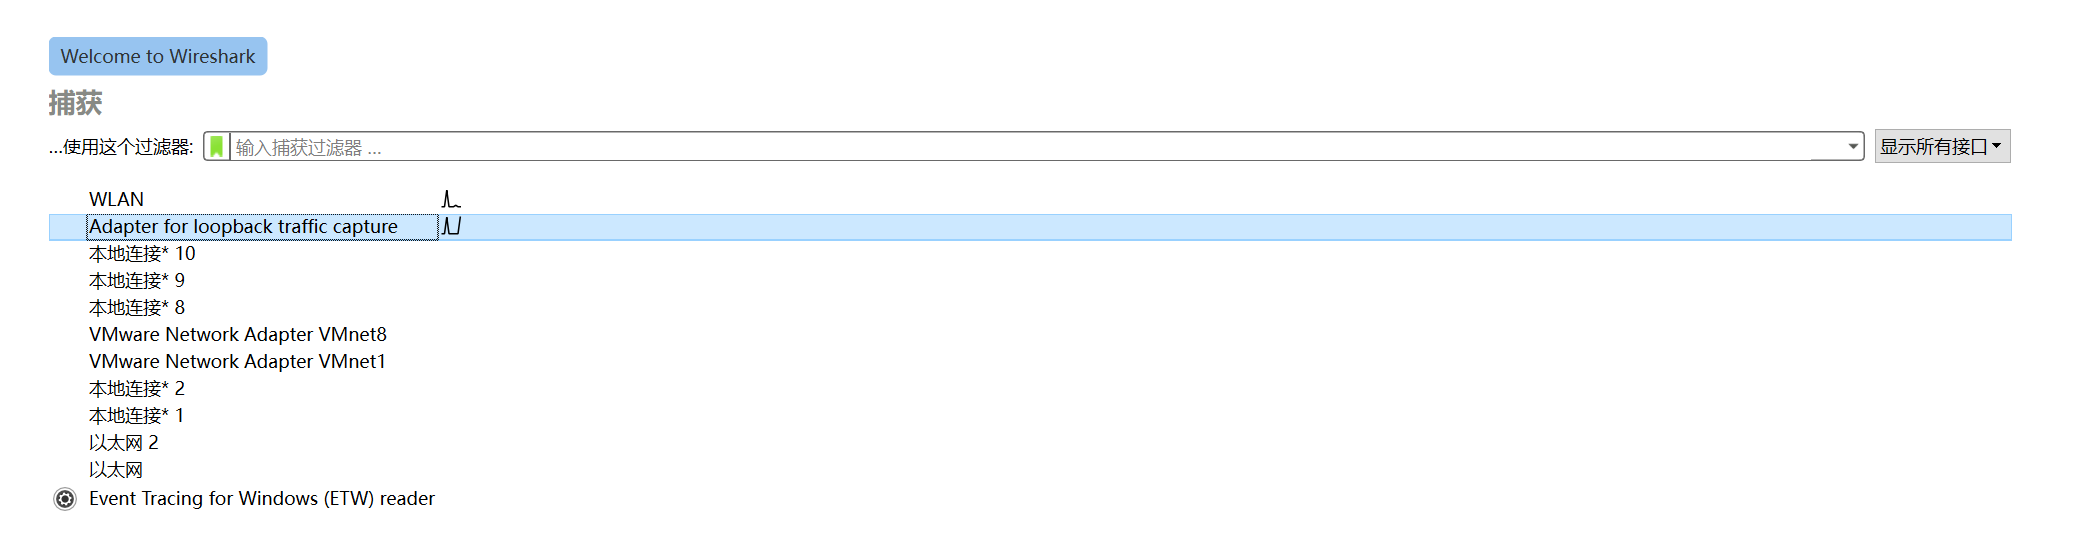 Welcome to Wireshark
捕获
...使用这个过滤器: 输入捕获过滤器 ... 显示所有接口
WLAN
Adapter for loopback traffic capture
本地连接* 10
本地连接* 9
本地连接* 8
VMware Network Adapter VMnet8
VMware Network Adapter VMnet1
本地连接* 2
本地连接* 1
以太网 2
以太网
Event Tracing for Windows (ETW) reader